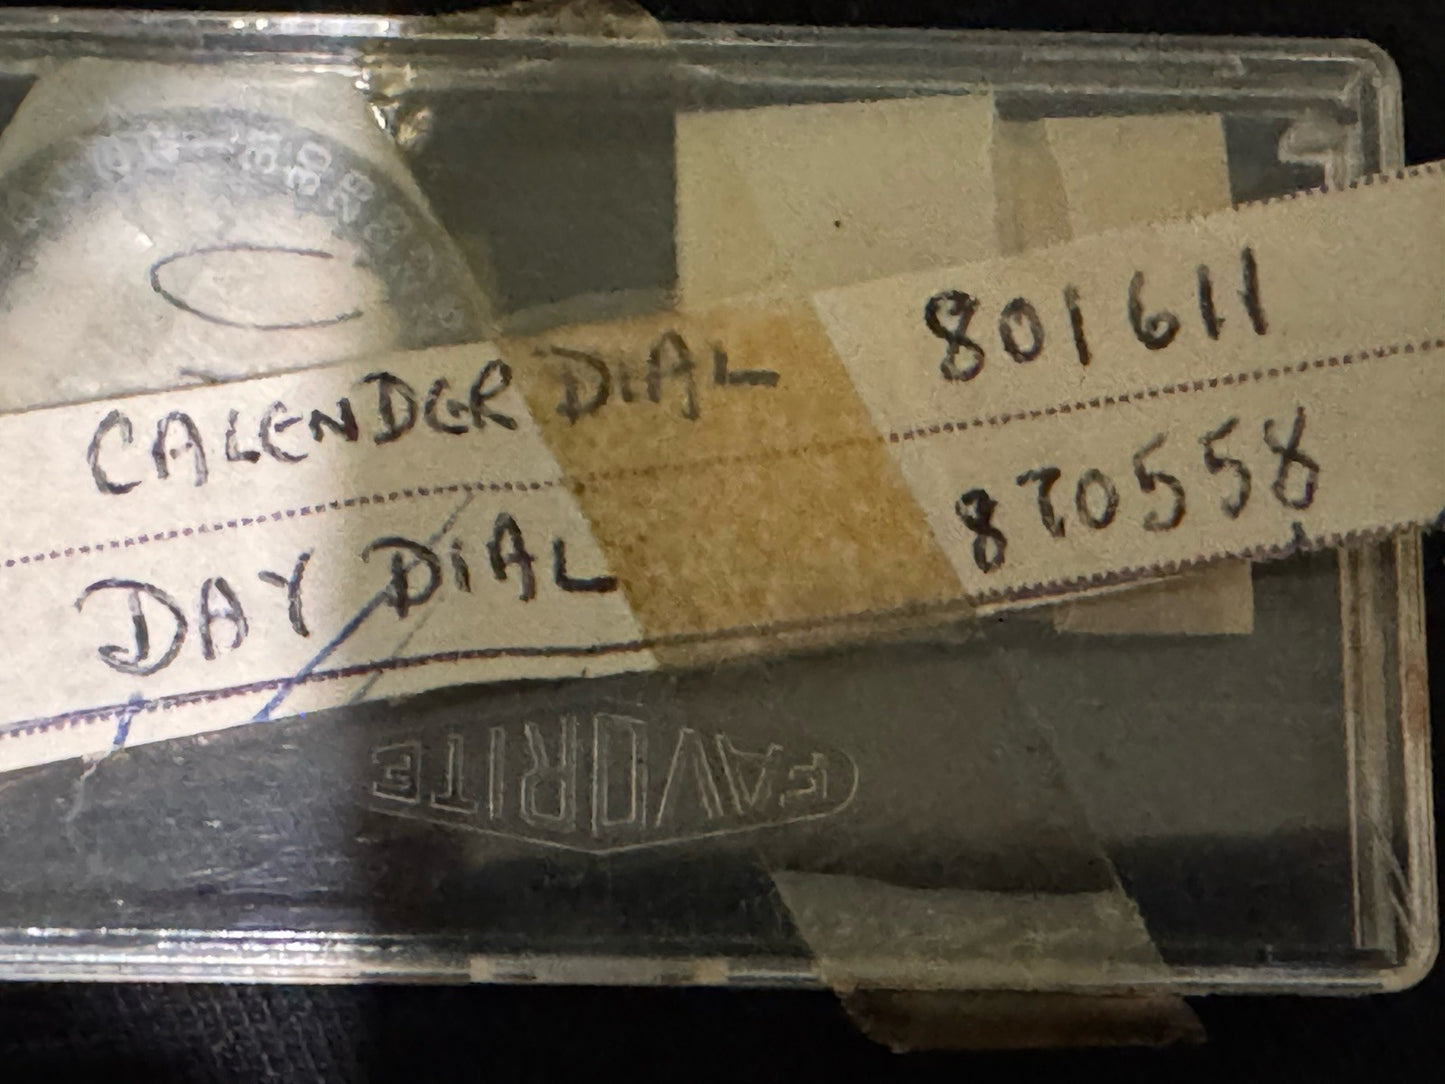 CALENDER DIAL 801611
DAY DIAL 870558
FAVORITE